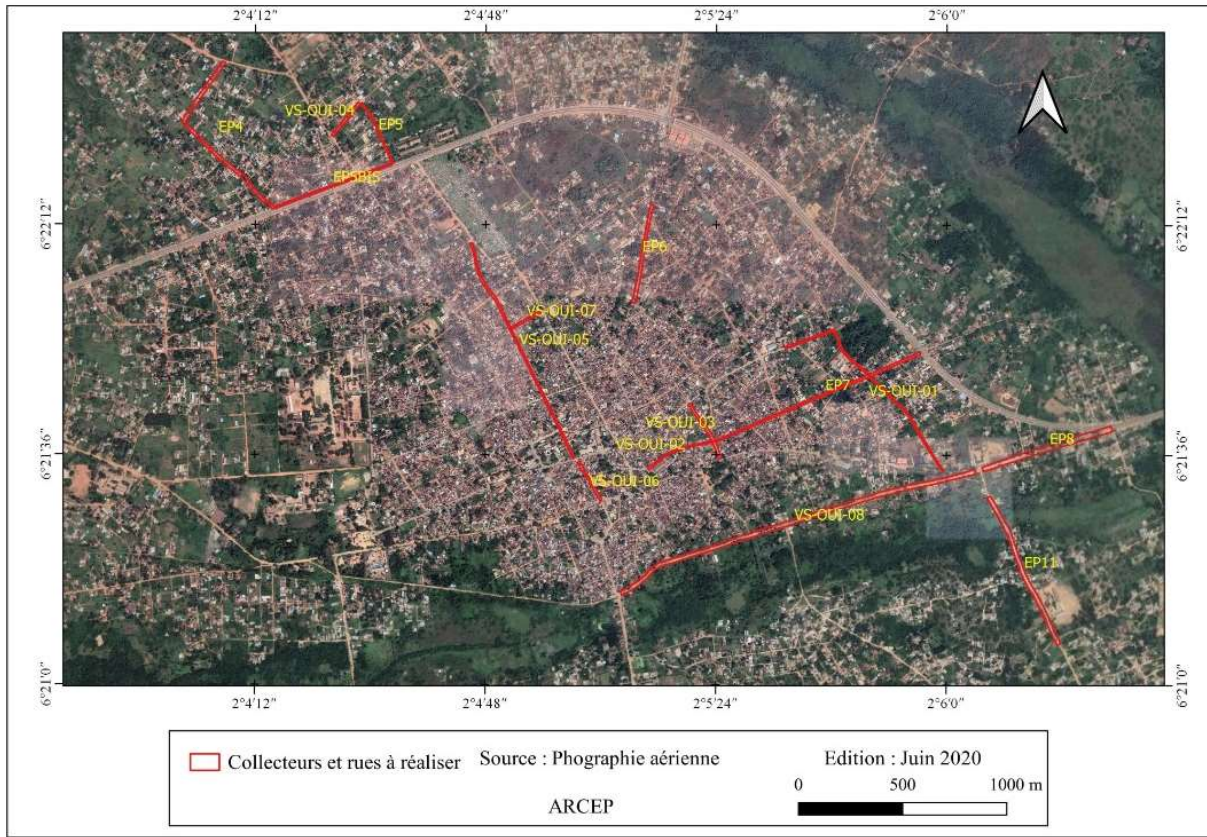 2°4'12" 2°4'48" 2°5'24" 2°6'0"
VS-OUI-04
EP4
EP5
EP5BIS
6°22'12" 6°22'12"
EP6
VS-OUI-07
VS-OUI-05
EP7 VS-OUI-01
VS-OUI-03
VS-OUI-02
EP8
6°21'36" 6°21'36"
VS-OUI-06
VS-OUI-08
EP11
6°21'0" 6°21'0"
2°4'12" 2°4'48" 2°5'24" 2°6'0"
Collecteurs et rues à réaliser Source : Phographie aérienne Edition : Juin 2020
0 500 1000 m
ARCEP